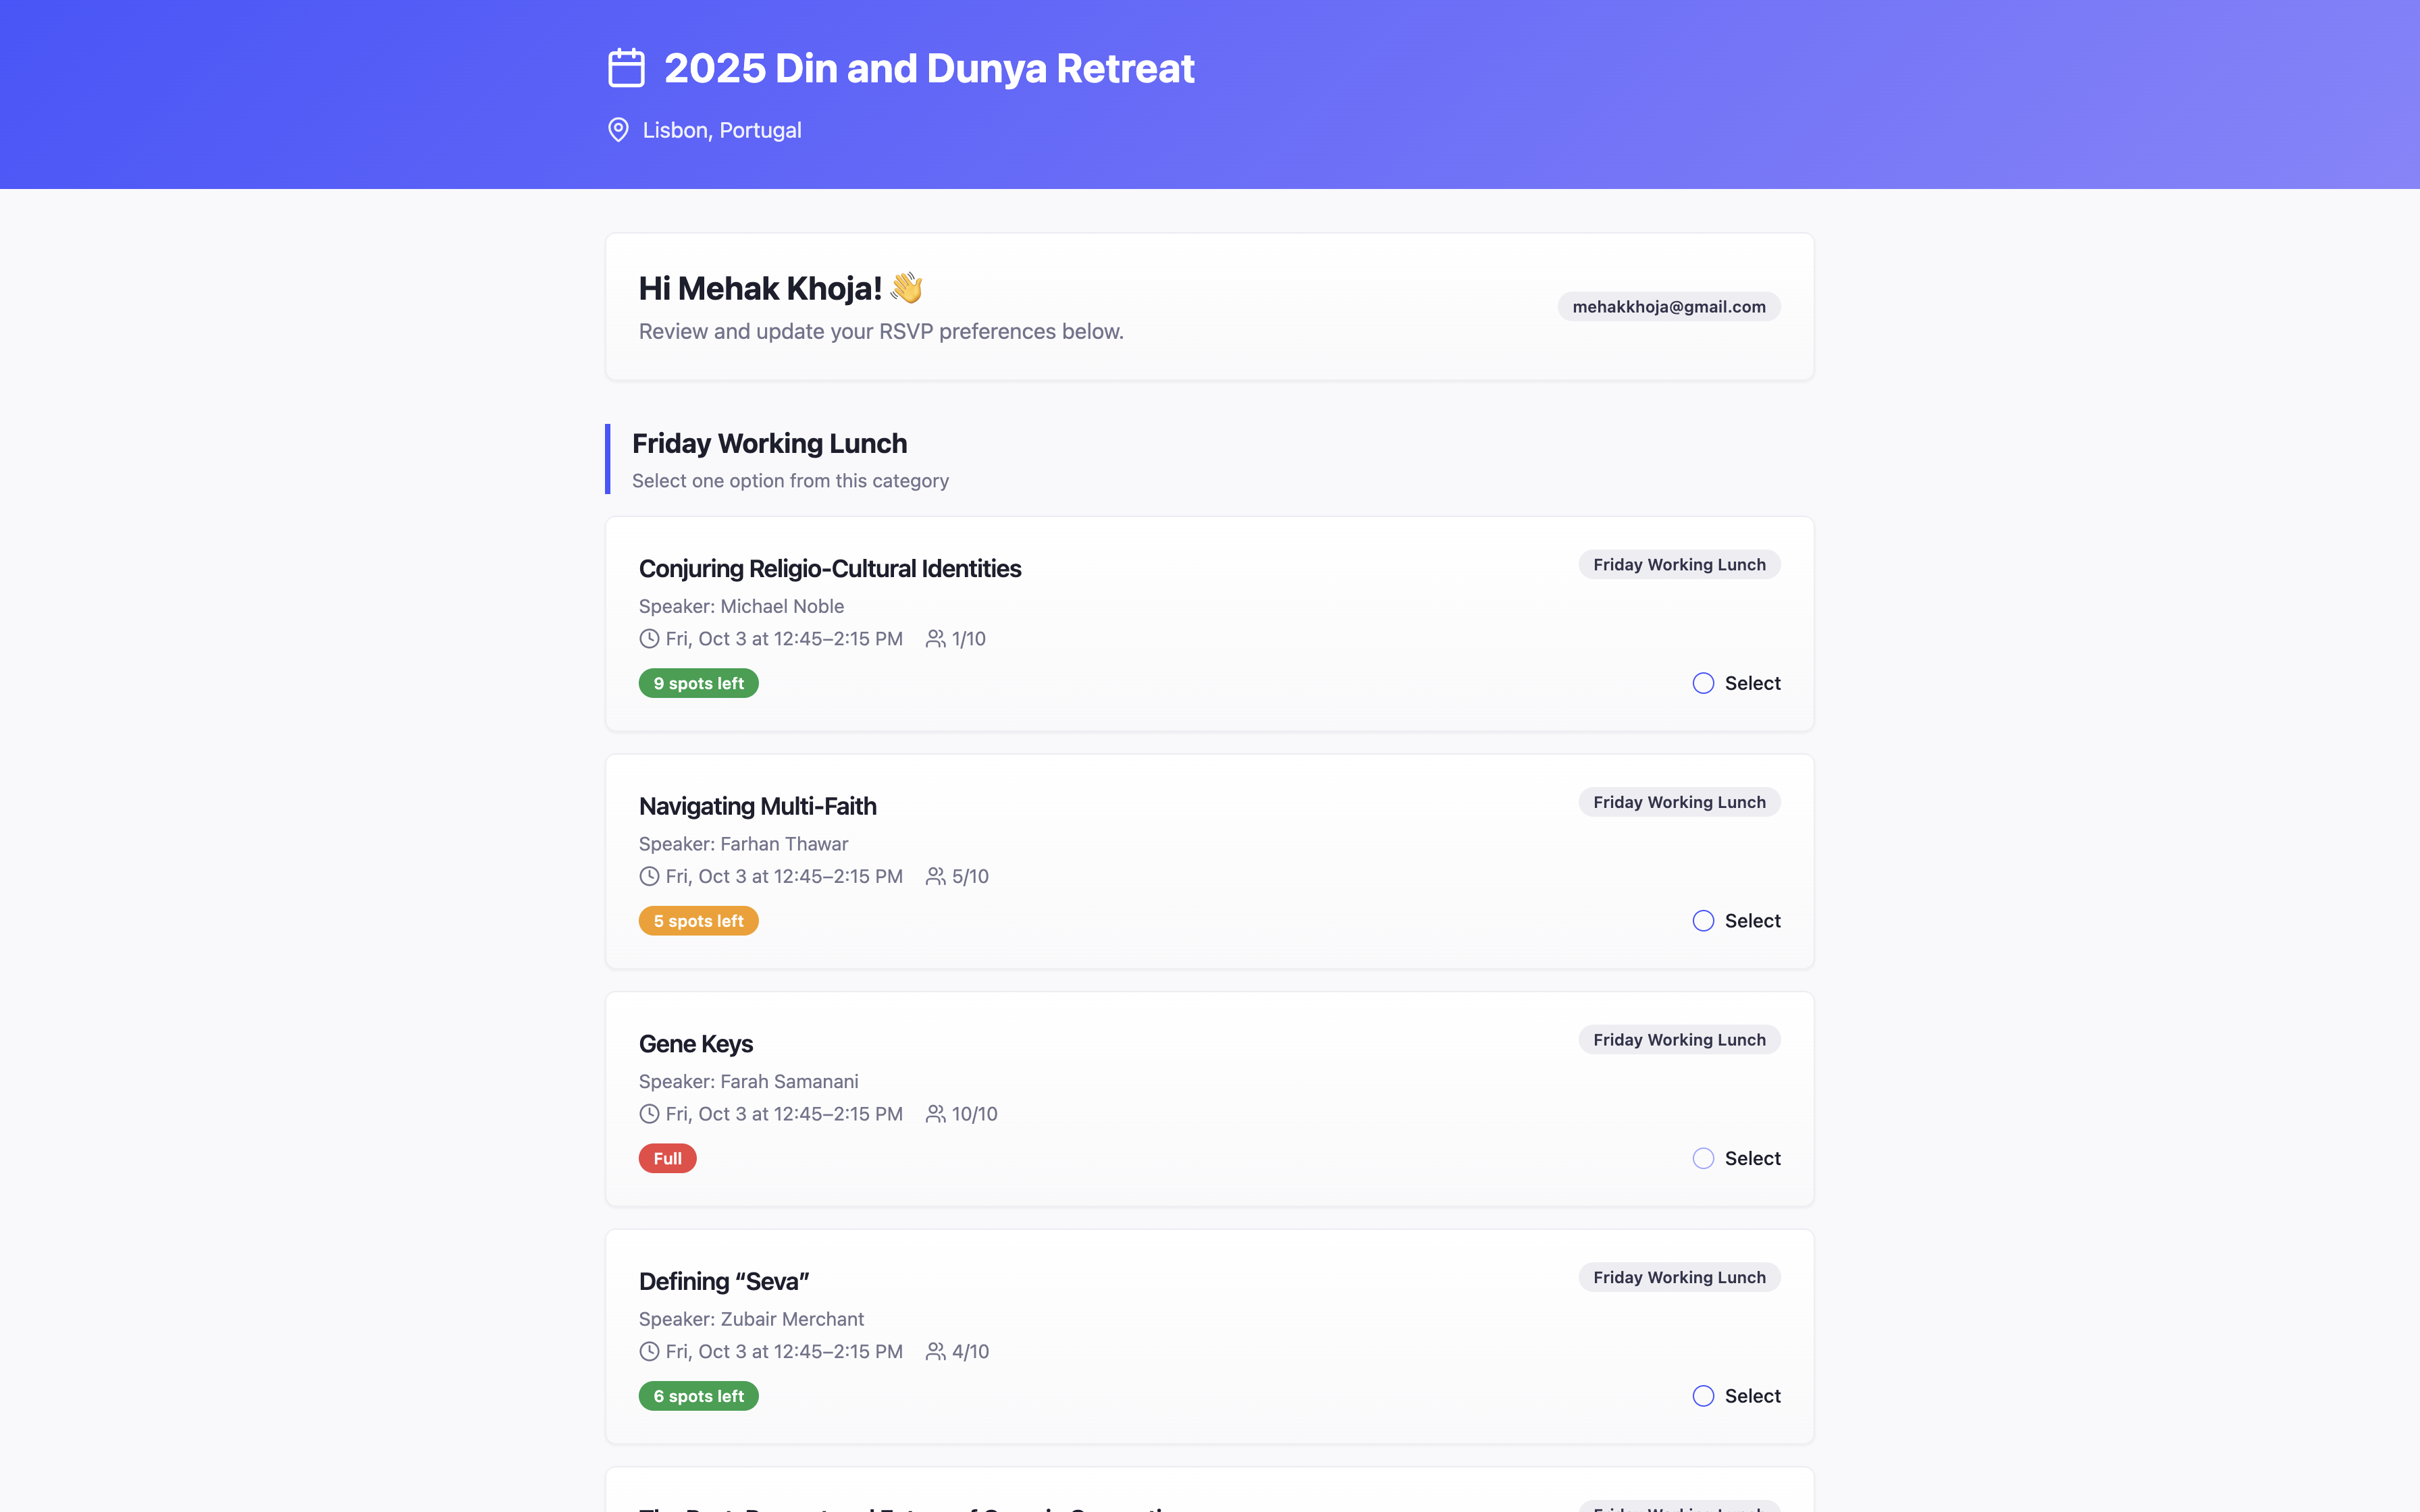 2025 Din and Dunya Retreat
Lisbon, Portugal
Hi Mehak Khoja! 👋
Review and update your RSVP preferences below.
mehakkhoja@gmail.com
Friday Working Lunch
Select one option from this category
Conjuring Religio-Cultural Identities
Friday Working Lunch
Speaker: Michael Noble
Fri, Oct 3 at 12:45–2:15 PM 1/10
9 spots left
Select
Navigating Multi-Faith
Friday Working Lunch
Speaker: Farhan Thawar
Fri, Oct 3 at 12:45–2:15 PM 5/10
5 spots left
Select
Gene Keys
Friday Working Lunch
Speaker: Farah Samanani
Fri, Oct 3 at 12:45–2:15 PM 10/10
Full
Select
Defining “Seva”
Friday Working Lunch
Speaker: Zubair Merchant
Fri, Oct 3 at 12:45–2:15 PM 4/10
6 spots left
Select